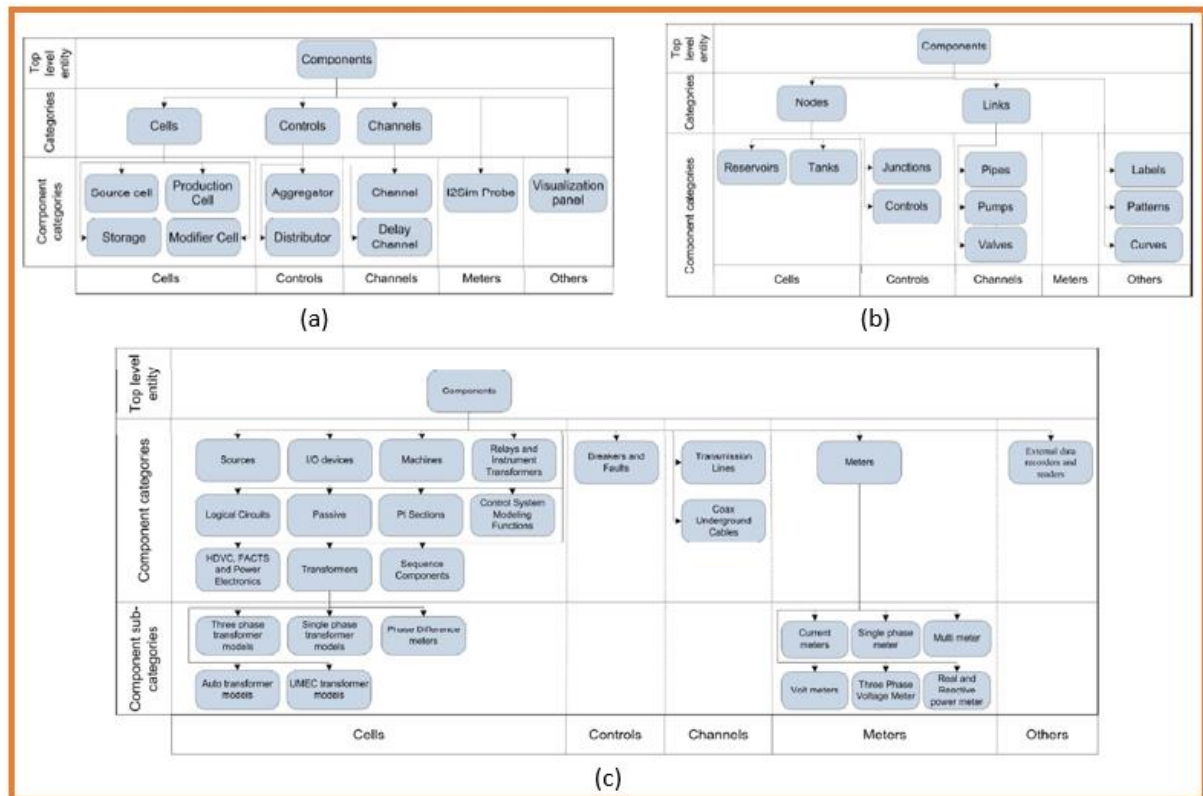 Top level entity
Components
Categories
Cells
Controls
Channels
Component categories
Source cell
Production Cell
Aggregator
Channel
I2Sim Probe
Visualization panel
Storage
Modifier Cell
Distributor
Delay Channel
Cells
Controls
Channels
Meters
Others
(a)
Top level entity
Components
Categories
Nodes
Links
Component categories
Reservoirs
Tanks
Junctions
Pipes
Labels
Controls
Pumps
Patterns
Valves
Curves
Cells
Controls
Channels
Meters
Others
(b)
Top level entity
Components
Component categories
Sources
I/O devices
Machines
Relays and Instrument Transformers
Breakers and Faults
Transmission Lines
Meters
External data recorders and readers
Logical Circuits
Passive
PI Sections
Control System Modeling Functions
Coax Underground Cables
HDVC, FACTS and Power Electronics
Transformers
Sequence Components
Component sub-categories
Three phase transformer models
Single phase transformer models
Phase Difference meters
Current meters
Single phase meter
Multi meter
Auto transformer models
UMEC transformer models
Volt meters
Three Phase Voltage Meter
Real and Reactive power meter
Cells
Controls
Channels
Meters
Others
(c)